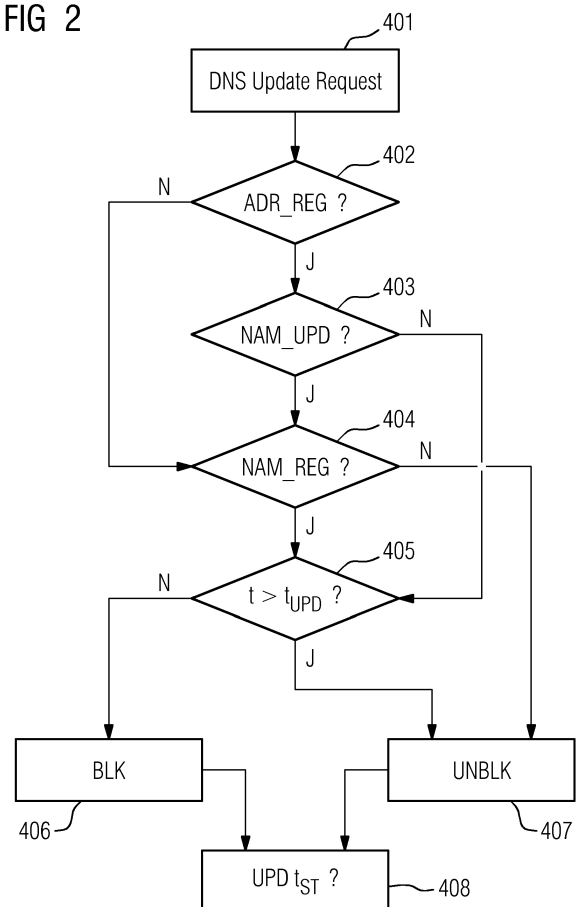 FIG 2
401
DNS Update Request
402
N
ADR_REG ?
J
403
NAM_UPD ?
N
J
404
NAM_REG ?
N
J
405
N
t > tUPD ?
J
BLK
UNBLK
406
407
UPD tST ?
408